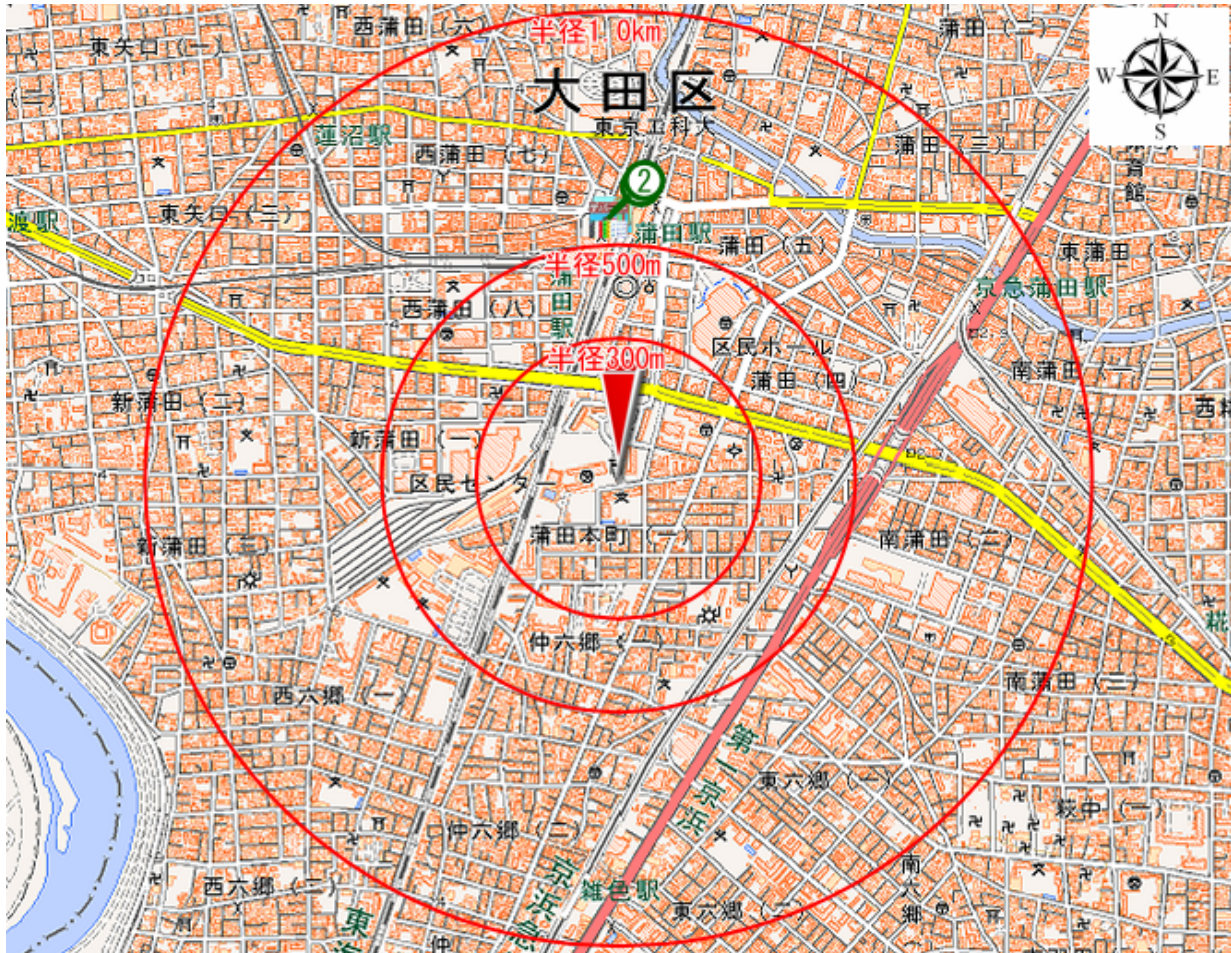 西蒲田（六
半径1.0km
蒲田（二）
N
東矢口（一）
W
E
大田区
S
東京工科大
蓮沼駅
西蒲田（七）
蒲田（三）
資館
2
東矢口（三）
渡駅
蒲田駅
蒲田（五）
東蒲田（二）
半径500m
京急蒲田駅
西蒲田（八）
蒲田駅
半径300m
区民ホール
南蒲田（一）
蒲田（四）
新蒲田（二）
新蒲田（一）
区民センター
蒲田本町（一）
南蒲田（二）
新蒲田（三）
仲六郷（一）
西六郷（一）
南蒲田（三）
第一京浜
東六郷（一）
萩中（一）
仲六郷（二）
南六郷
西六郷（二）
京浜急
雑色駅
東六郷（二）
東海
仲